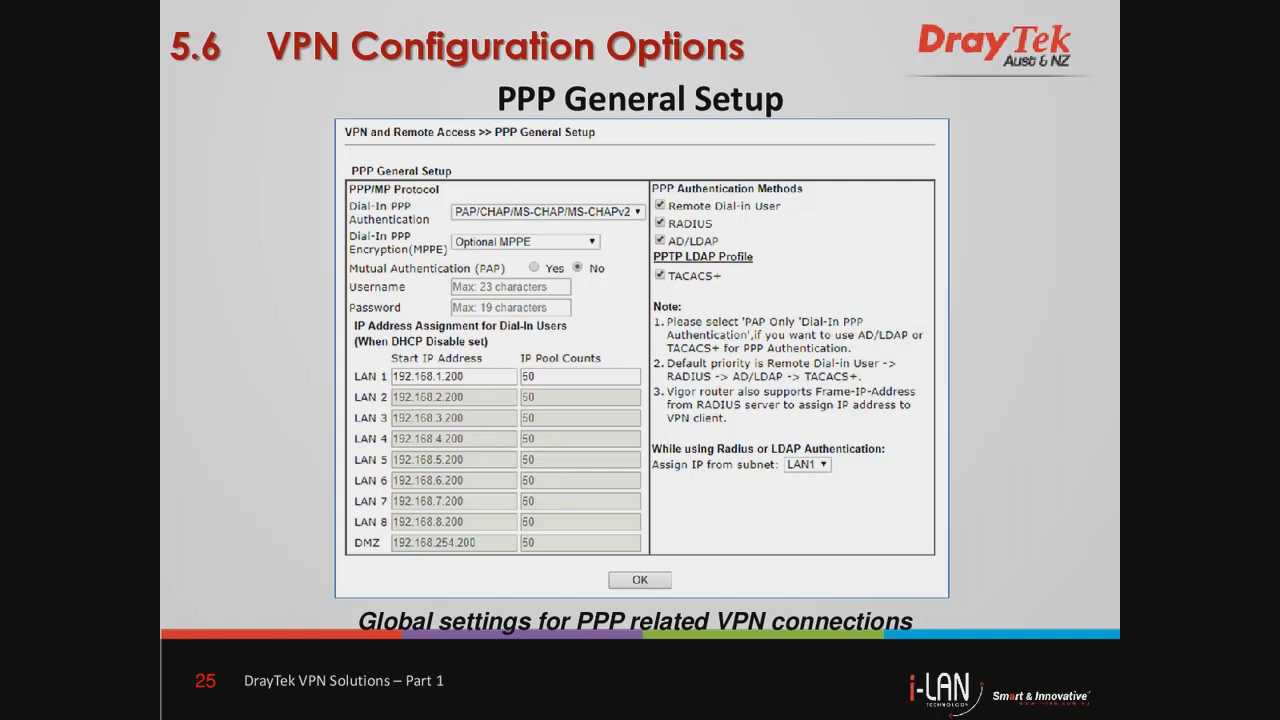 5.6 VPN Configuration Options
DrayTek
Aust & NZ
PPP General Setup
VPN and Remote Access >> PPP General Setup
PPP General Setup
PPP/MP Protocol
Dial-In PPP
Authentication
PAP/CHAP/MS-CHAP/MS-CHAPv2
Dial-In PPP
Encryption(MPPE)
Optional MPPE
Mutual Authentication (PAP) Yes No
Username Max: 23 characters
Password Max: 19 characters
IP Address Assignment for Dial-In Users
(When DHCP Disable set)
Start IP Address IP Pool Counts
LAN 1 192.168.1.200 50
LAN 2 192.168.2.200 50
LAN 3 192.168.3.200 50
LAN 4 192.168.4.200 50
LAN 5 192.168.5.200 50
LAN 6 192.168.6.200 50
LAN 7 192.168.7.200 50
LAN 8 192.168.8.200 50
DMZ 192.168.254.200 50
PPP Authentication Methods
Remote Dial-in User
RADIUS
AD/LDAP
PPTP LDAP Profile
TACACS+
Note:
1. Please select 'PAP Only 'Dial-In PPP
Authentication',if you want to use AD/LDAP or
TACACS+ for PPP Authentication.
2. Default priority is Remote Dial-in User ->
RADIUS -> AD/LDAP -> TACACS+.
3. Vigor router also supports Frame-IP-Address
from RADIUS server to assign IP address to
VPN client.
While using Radius or LDAP Authentication:
Assign IP from subnet: LAN1
OK
Global settings for PPP related VPN connections
25 DrayTek VPN Solutions – Part 1
i-LAN
TECHNOLOGY
Smart & Innovative
www.i-lan.com.au